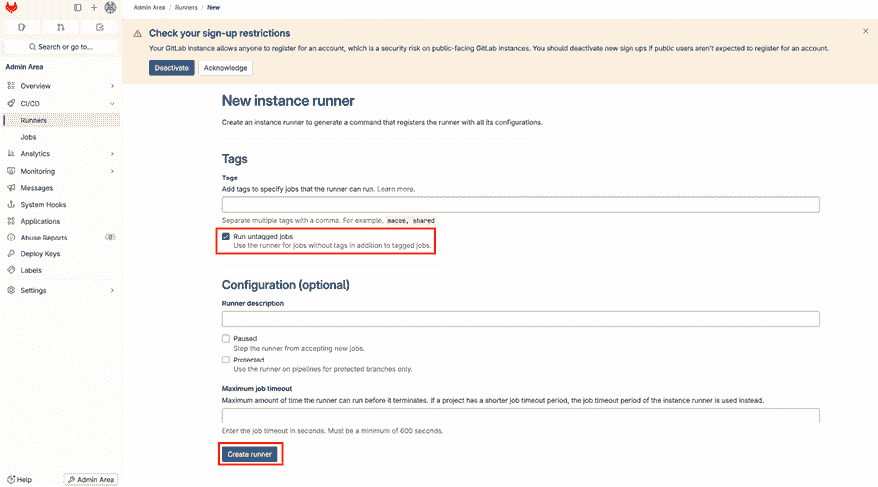 Admin Area / Runners / New
Search or go to...
Admin Area
Overview
CI/CD
Runners
Jobs
Analytics
Monitoring
Messages
System Hooks
Applications
Abuse Reports 0
Deploy Keys
Labels
Settings
Help
Admin Area
Check your sign-up restrictions
Your GitLab instance allows anyone to register for an account, which is a security risk on public-facing GitLab instances. You should deactivate new sign ups if public users aren't expected to register for an account.
Deactivate Acknowledge
New instance runner
Create an instance runner to generate a command that registers the runner with all its configurations.
Tags
Tags
Add tags to specify jobs that the runner can run. Learn more.
Separate multiple tags with a comma. For example, macos, shared.
Run untagged jobs
Use the runner for jobs without tags in addition to tagged jobs.
Configuration (optional)
Runner description
Paused
Stop the runner from accepting new jobs.
Protected
Use the runner on pipelines for protected branches only.
Maximum job timeout
Maximum amount of time the runner can run before it terminates. If a project has a shorter job timeout period, the job timeout period of the instance runner is used instead.
Enter the job timeout in seconds. Must be a minimum of 600 seconds.
Create runner